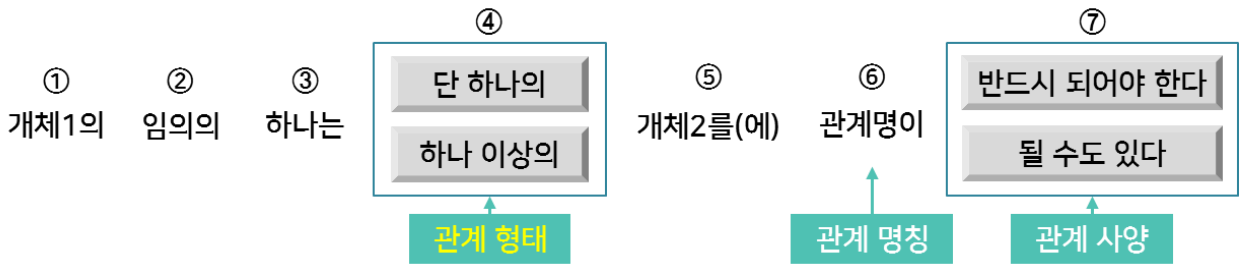 ① ② ③ ④ ⑤ ⑥ ⑦
개체1의 임의의 하나는 단 하나의 개체2를(에) 관계명이 반드시 되어야 한다
하나 이상의 될 수도 있다
관계 형태 관계 명칭 관계 사양